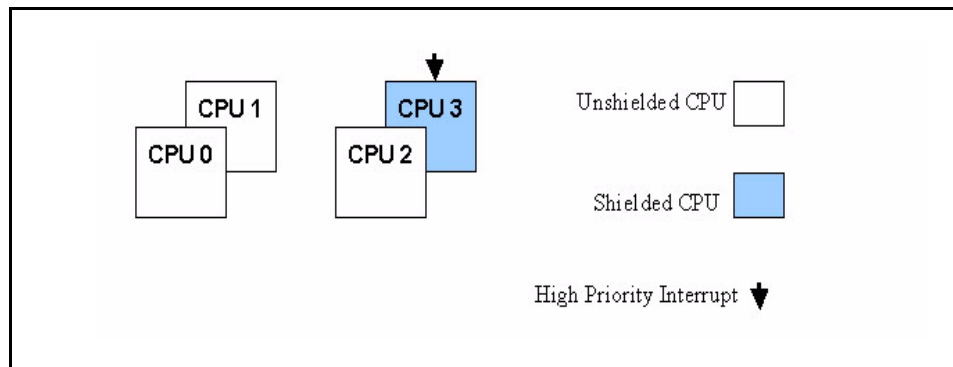 CPU 1
CPU 0
CPU 3
CPU 2
Unshielded CPU
Shielded CPU
High Priority Interrupt